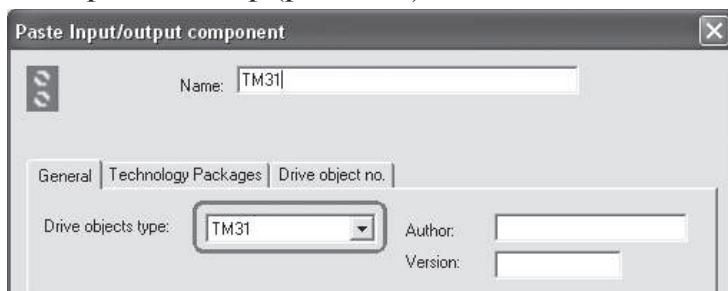 Paste Input/output component
Name: TM31
General Technology Packages Drive object no.
Drive objects type: TM31 Author:
Version: